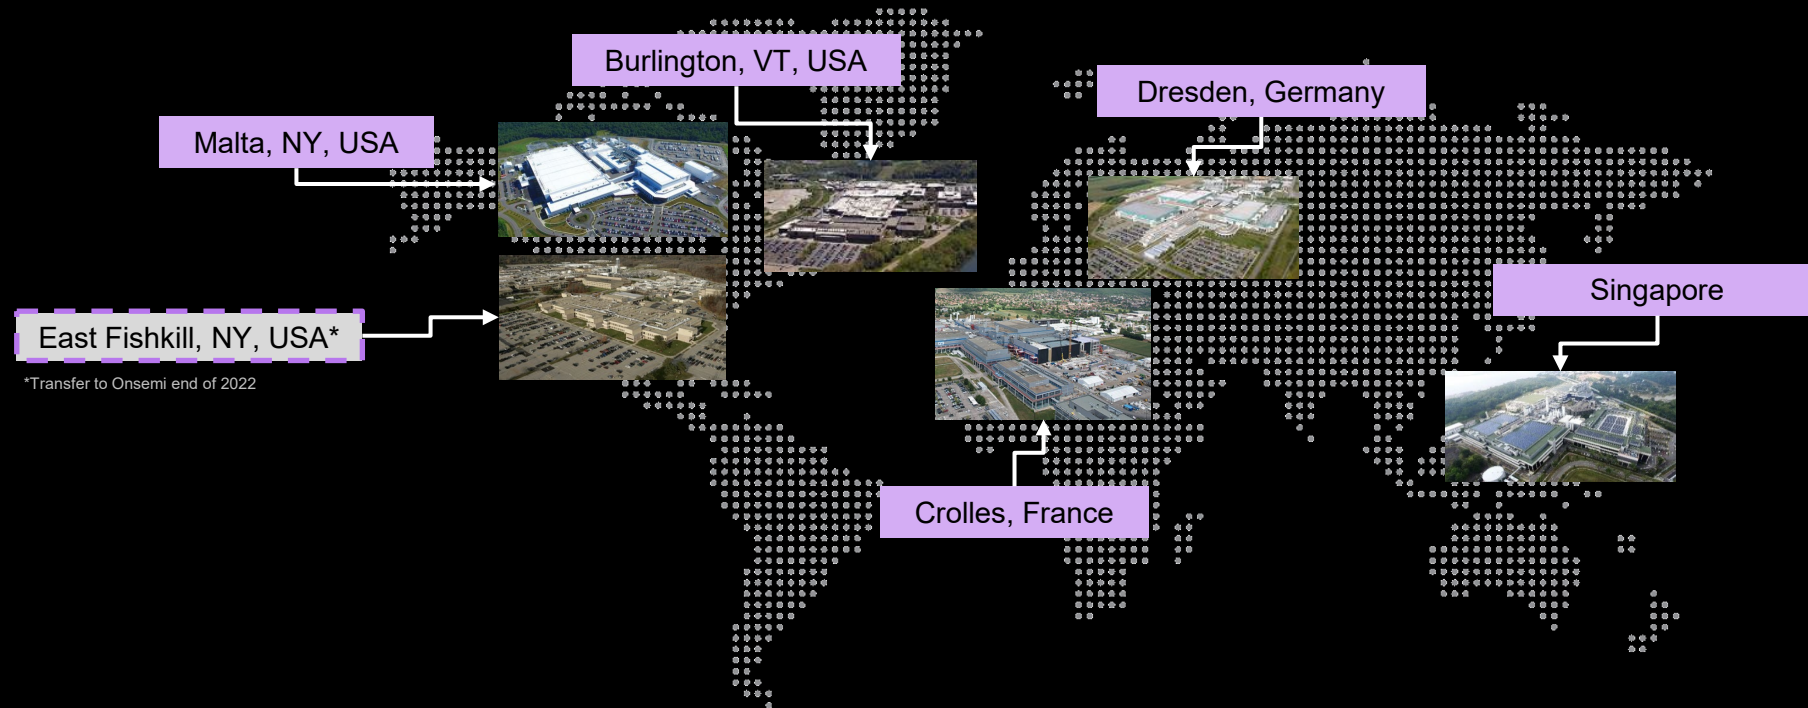 Burlington, VT, USA
Dresden, Germany
Malta, NY, USA
Singapore
East Fishkill, NY, USA*
*Transfer to Onsemi end of 2022
Crolles, France